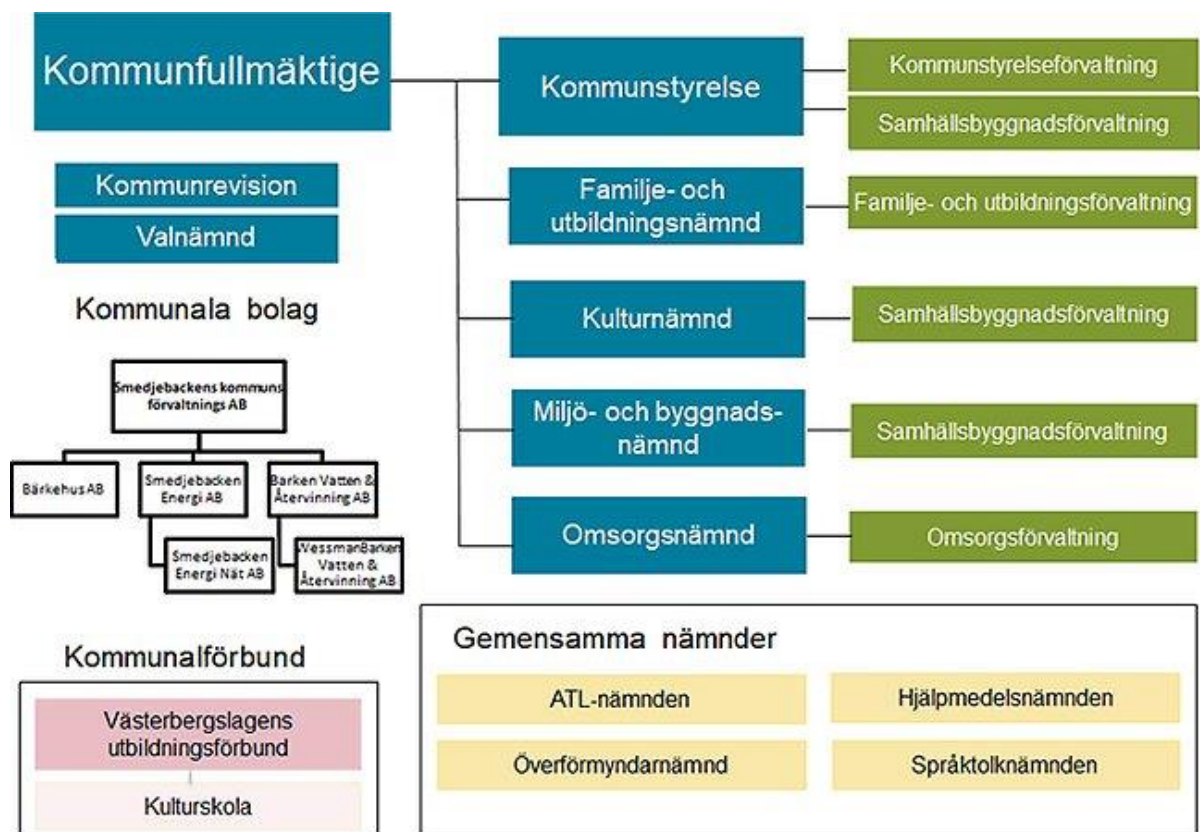 Kommunfullmäktige
Kommunrevision
Valnämnd
Kommunala bolag
Smedjebackens kommuns
förvaltnings AB
Bärkehus AB
Smedjebacken
Energi AB
Barken Vatten &
Återvinning AB
Smedjebacken
Energi Nät AB
WessmanBarken
Vatten &
Återvinning AB
Kommunalförbund
Västerbergslagens
utbildningsförbund
Kulturskola
Kommunstyrelse
Kommunstyrelseförvaltning
Samhällsbyggnadsförvaltning
Familje- och
utbildningsnämnd
Familje- och utbildningsförvaltning
Kulturnämnd
Samhällsbyggnadsförvaltning
Miljö- och byggnads-
nämnd
Samhällsbyggnadsförvaltning
Omsorgsnämnd
Omsorgsförvaltning
Gemensamma nämnder
ATL-nämnden
Hjälpmedelsnämnden
Överförmyndarnämnd
Språktolknämnden